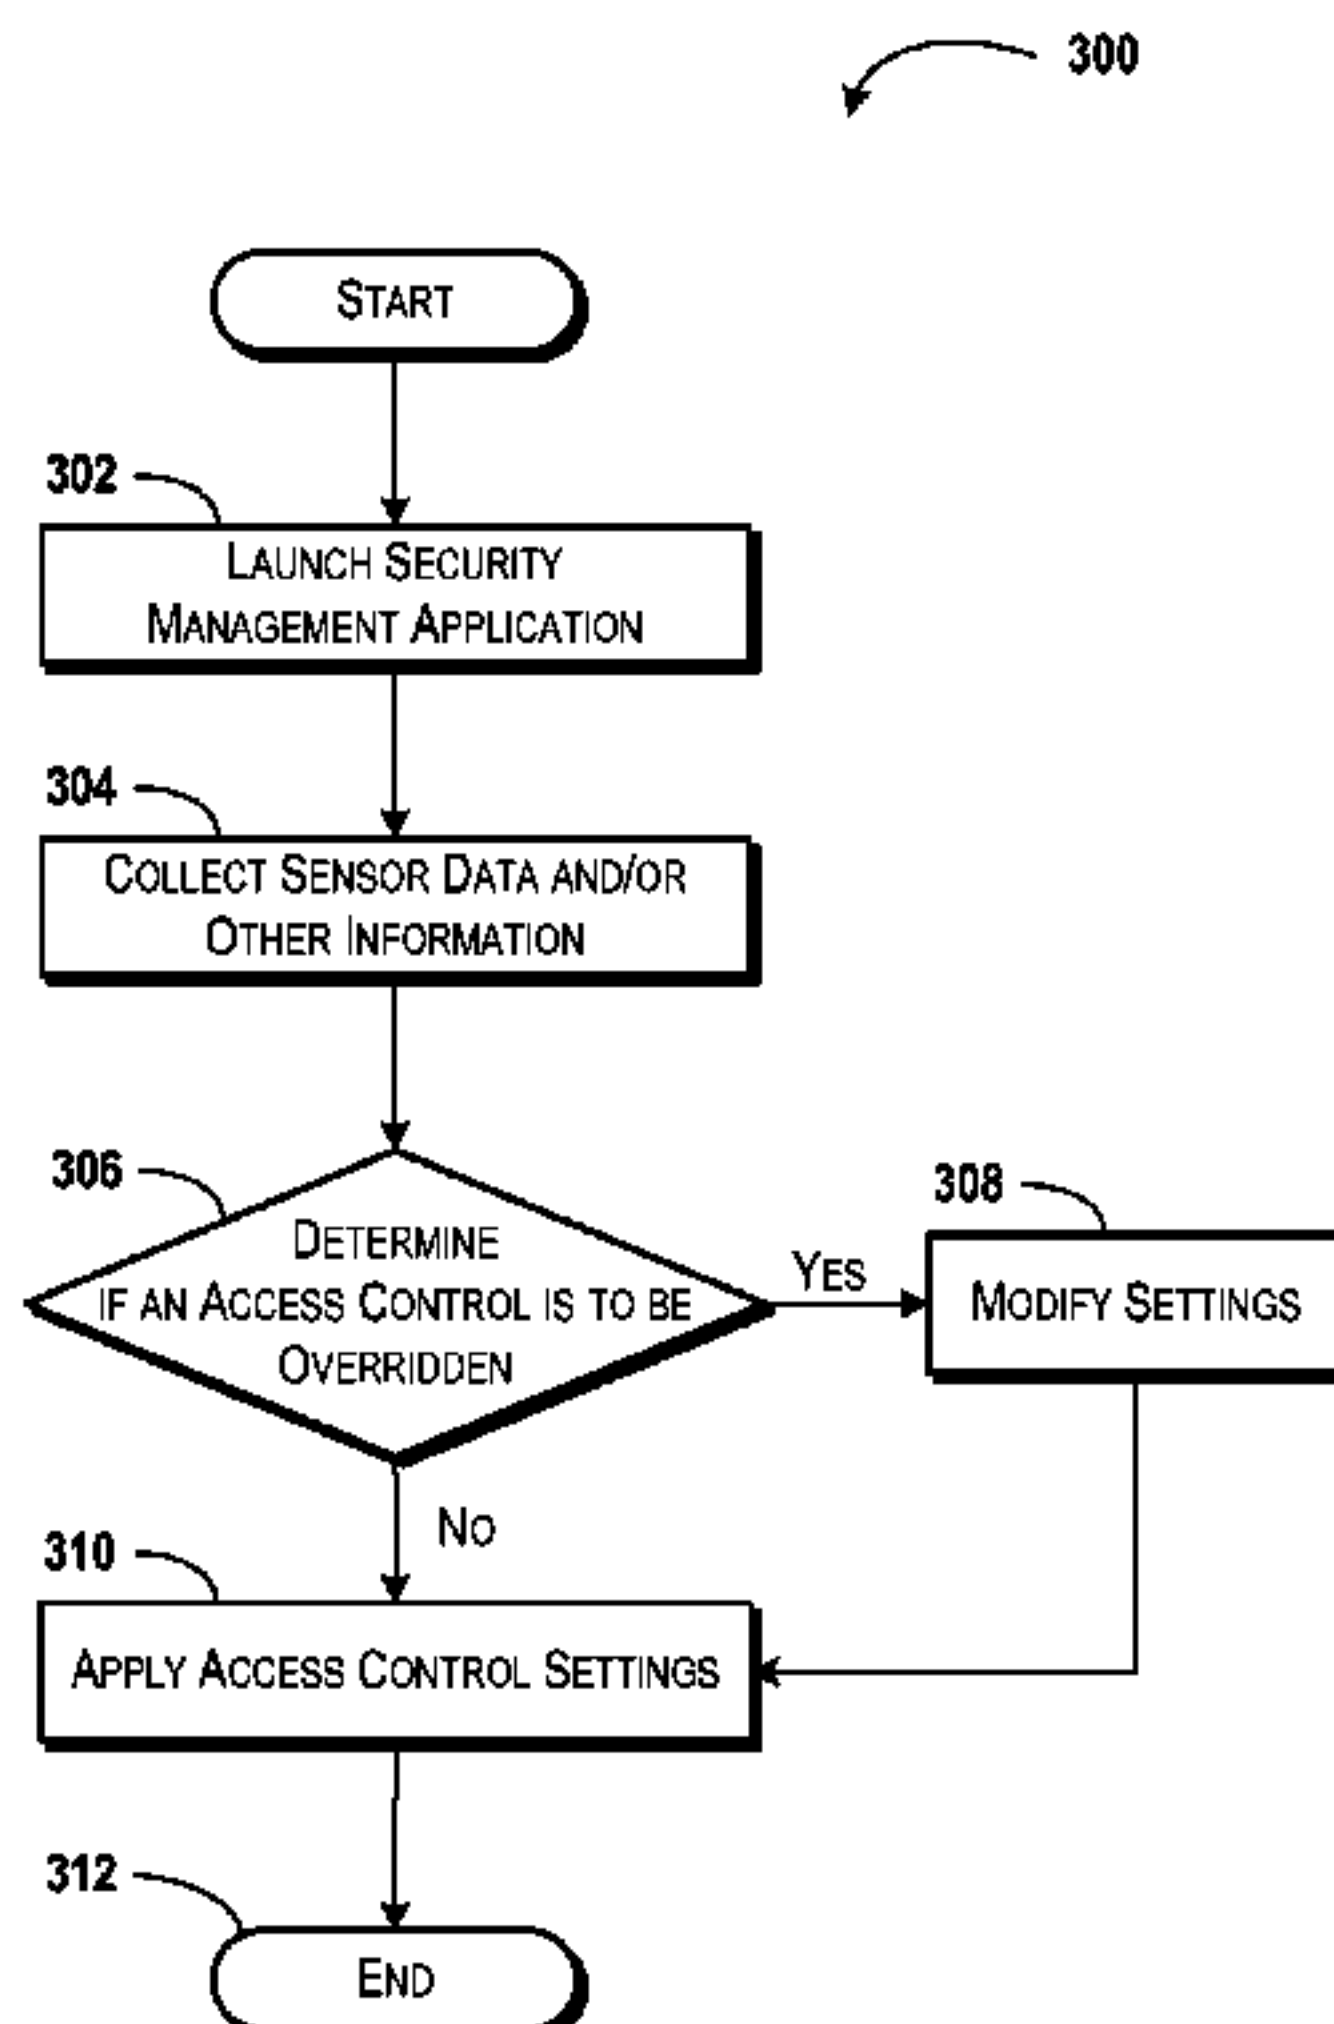 300
START
302
LAUNCH SECURITY
MANAGEMENT APPLICATION
304
COLLECT SENSOR DATA AND/OR
OTHER INFORMATION
306
DETERMINE
IF AN ACCESS CONTROL IS TO BE
OVERRIDDEN
YES
308
MODIFY SETTINGS
NO
310
APPLY ACCESS CONTROL SETTINGS
312
END